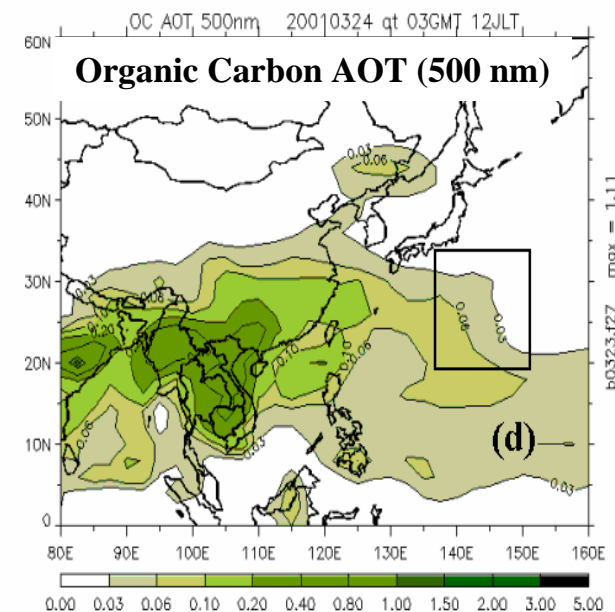 OC AOT, 500nm 20010324 at 03GMT 12JLT
Organic Carbon AOT (500 nm)
60N
50N
40N
30N
20N
10N
0
80E 90E 100E 110E 120E 130E 140E 150E 160E
0.03
0.06
0.03
0.06
0.10
0.20
0.10
0.06
0.06
0.03
0.06
0.03
0.03
(d)
max = 1.11
b0323r27
0.00 0.03 0.06 0.10 0.20 0.40 0.80 1.00 1.50 2.00 3.00 5.00